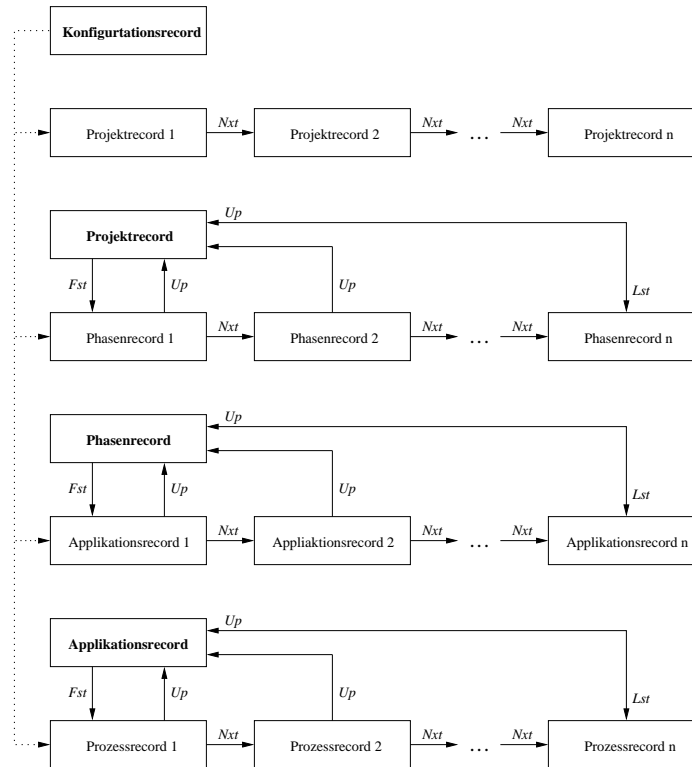 Konfigurtationsrecord
Nxt Nxt Nxt
Projektrecord 1 Projektrecord 2 ... Projektrecord n
Up
Projektrecord
Fst Up Up Lst
Nxt Nxt Nxt
Phasenrecord 1 Phasenrecord 2 ... Phasenrecord n
Up
Phasenrecord
Fst Up Up Lst
Nxt Nxt Nxt
Applikationsrecord 1 Appliaktionsrecord 2 ... Applikationsrecord n
Up
Applikationsrecord
Fst Up Up Lst
Nxt Nxt Nxt
Prozessrecord 1 Prozessrecord 2 ... Prozessrecord n